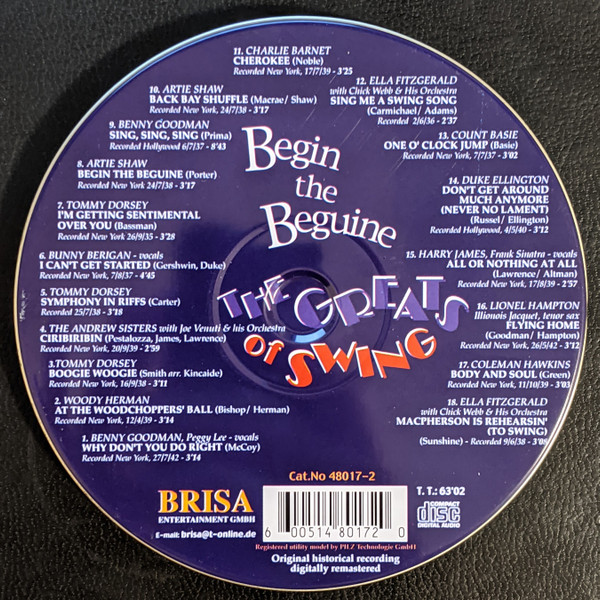 11. CHARLIE BARNET
CHEROKEE (Noble)
Recorded New York, 17/7/39 - 3'25
10. ARTIE SHAW
BACK BAY SHUFFLE (Macrae/ Shaw)
Recorded New York, 24/7/38 - 3'17
9. BENNY GOODMAN
SING, SING, SING (Prima)
Recorded Hollywood 6/7/37 - 8'43
8. ARTIE SHAW
BEGIN THE BEGUINE (Porter)
Recorded New York 24/7/38 - 3'17
7. TOMMY DORSEY
I'M GETTING SENTIMENTAL
OVER YOU (Bassman)
Recorded New York 26/9/35 - 3'28
6. BUNNY BERIGAN - vocals
I CAN'T GET STARTED (Gershwin, Duke)
Recorded New York, 7/8/37 - 4'45
5. TOMMY DORSEY
SYMPHONY IN RIFFS (Carter)
Recorded 25/7/38 - 3'18
4. THE ANDREW SISTERS with Joe Venuti & his Orchestra
CIRIBIRIBIN (Pestalozza, James, Lawrence)
Recorded New York, 20/9/39 - 2'59
3.TOMMY DORSEY
BOOGIE WOOGIE (Smith arr. Kincaide)
Recorded New York, 16/9/38 - 3'11
2. WOODY HERMAN
AT THE WOODCHOPPERS' BALL (Bishop/ Herman)
Recorded New York, 12/4/39 - 3'14
1. BENNY GOODMAN, Peggy Lee - vocals
WHY DON'T YOU DO RIGHT (McCoy)
Recorded New York, 27/7/42 - 3'14
Begin
the
Beguine
THE GREATS
of SWING
12. ELLA FITZGERALD
with Chick Webb & His Orchestra
SING ME A SWING SONG
(Carmichael/ Adams)
Recorded 2/6/36 - 2'37
13. COUNT BASIE
ONE O' CLOCK JUMP (Basie)
Recorded New York, 7/7/37 - 3'02
14. DUKE ELLINGTON
DON'T GET AROUND
MUCH ANYMORE
(NEVER NO LAMENT)
(Russel/ Ellington)
Recorded Hollywood, 4/5/40 - 3'12
15. HARRY JAMES, Frank Sinatra - vocals
ALL OR NOTHING AT ALL
(Lawrence/ Altman)
Recorded New York, 17/8/39 - 2'57
16. LIONEL HAMPTON
Illionois Jacquet, tenor sax
FLYING HOME
(Goodman/ Hampton)
Recorded New York, 26/5/42 - 3'12
17. COLEMAN HAWKINS
BODY AND SOUL (Green)
Recorded New York, 11/10/39 - 3'03
18. ELLA FITZGERALD
with Chick Webb & His Orchestra
MACPHERSON IS REHEARSIN'
(TO SWING)
(Sunshine) - Recorded 9/6/38 - 3'08
Cat.No 48017-2
BRISA
ENTERTAINMENT GMBH
E-mail: brisa@t-online.de
6 00514 80172 0
T. T.: 63'02
COMPACT
disc
DIGITAL AUDIO
Registered utility model by PILZ Technologie GmbH
Original historical recording
digitally remastered